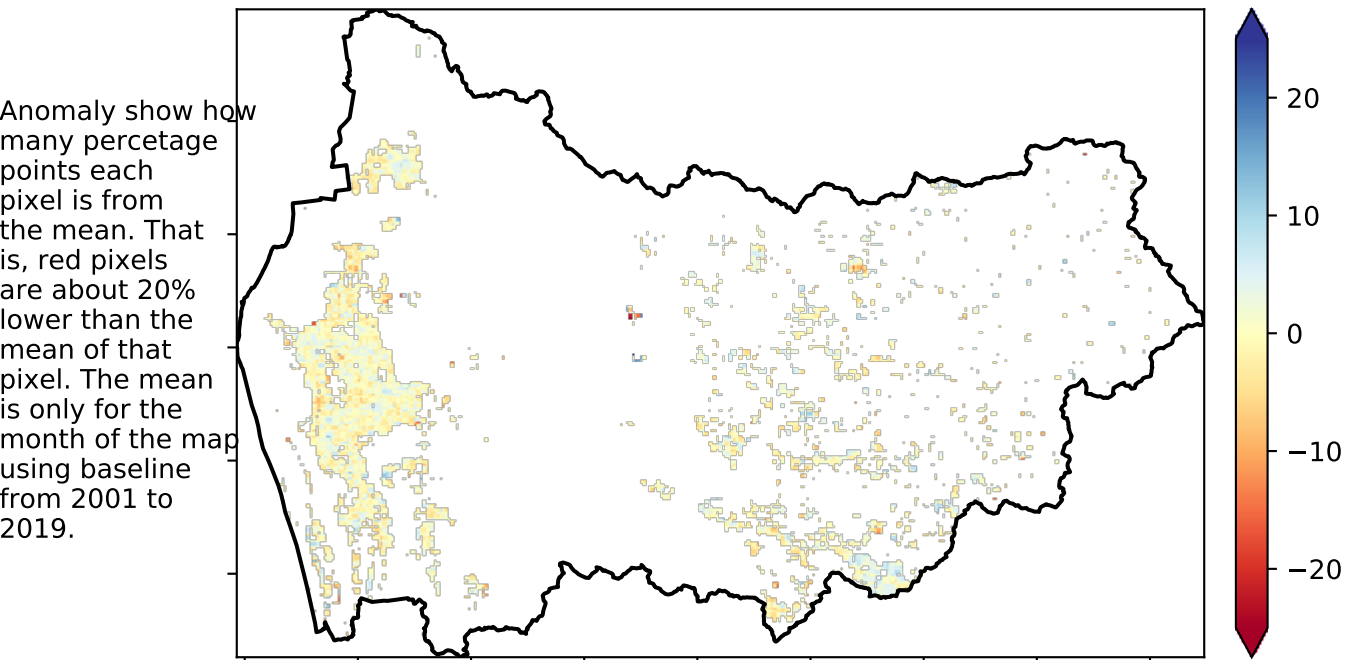 Anomaly show how
many percetage
points each
pixel is from
the mean. That
is, red pixels
are about 20%
lower than the
mean of that
pixel. The mean
is only for the
month of the map
using baseline
from 2001 to
2019.
20
10
0
−10
−20